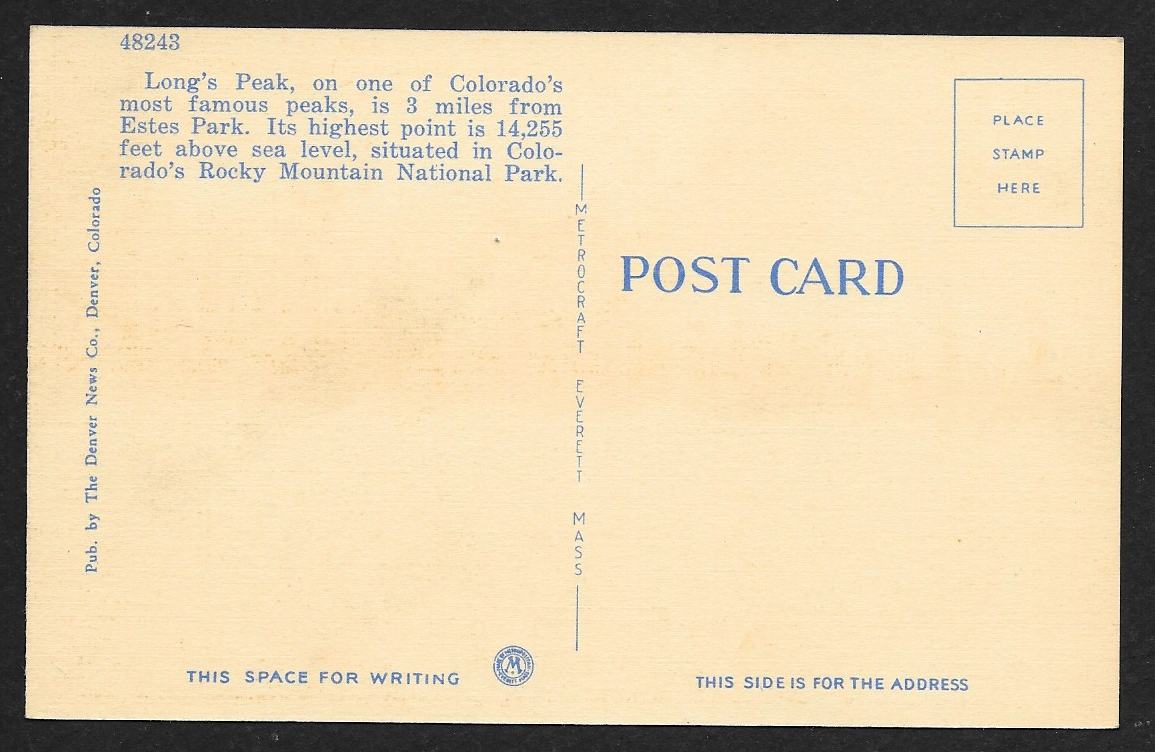 48243
Long's Peak, on one of Colorado's
most famous peaks, is 3 miles from
Estes Park. Its highest point is 14,255
feet above sea level, situated in Colo-
rado's Rocky Mountain National Park.
Pub. by The Denver News Co., Denver, Colorado
METROCRAFT EVERETT MASS
PLACE
STAMP
HERE
POST CARD
THIS SPACE FOR WRITING
M
THIS SIDE IS FOR THE ADDRESS